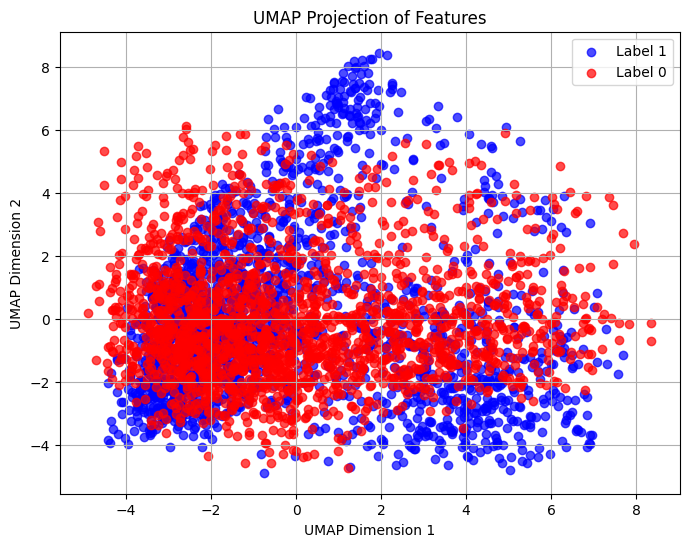 UMAP Projection of Features
Label 1
Label 0
8
6
4
2
0
−2
−4
UMAP Dimension 2
−4 −2 0 2 4 6 8
UMAP Dimension 1